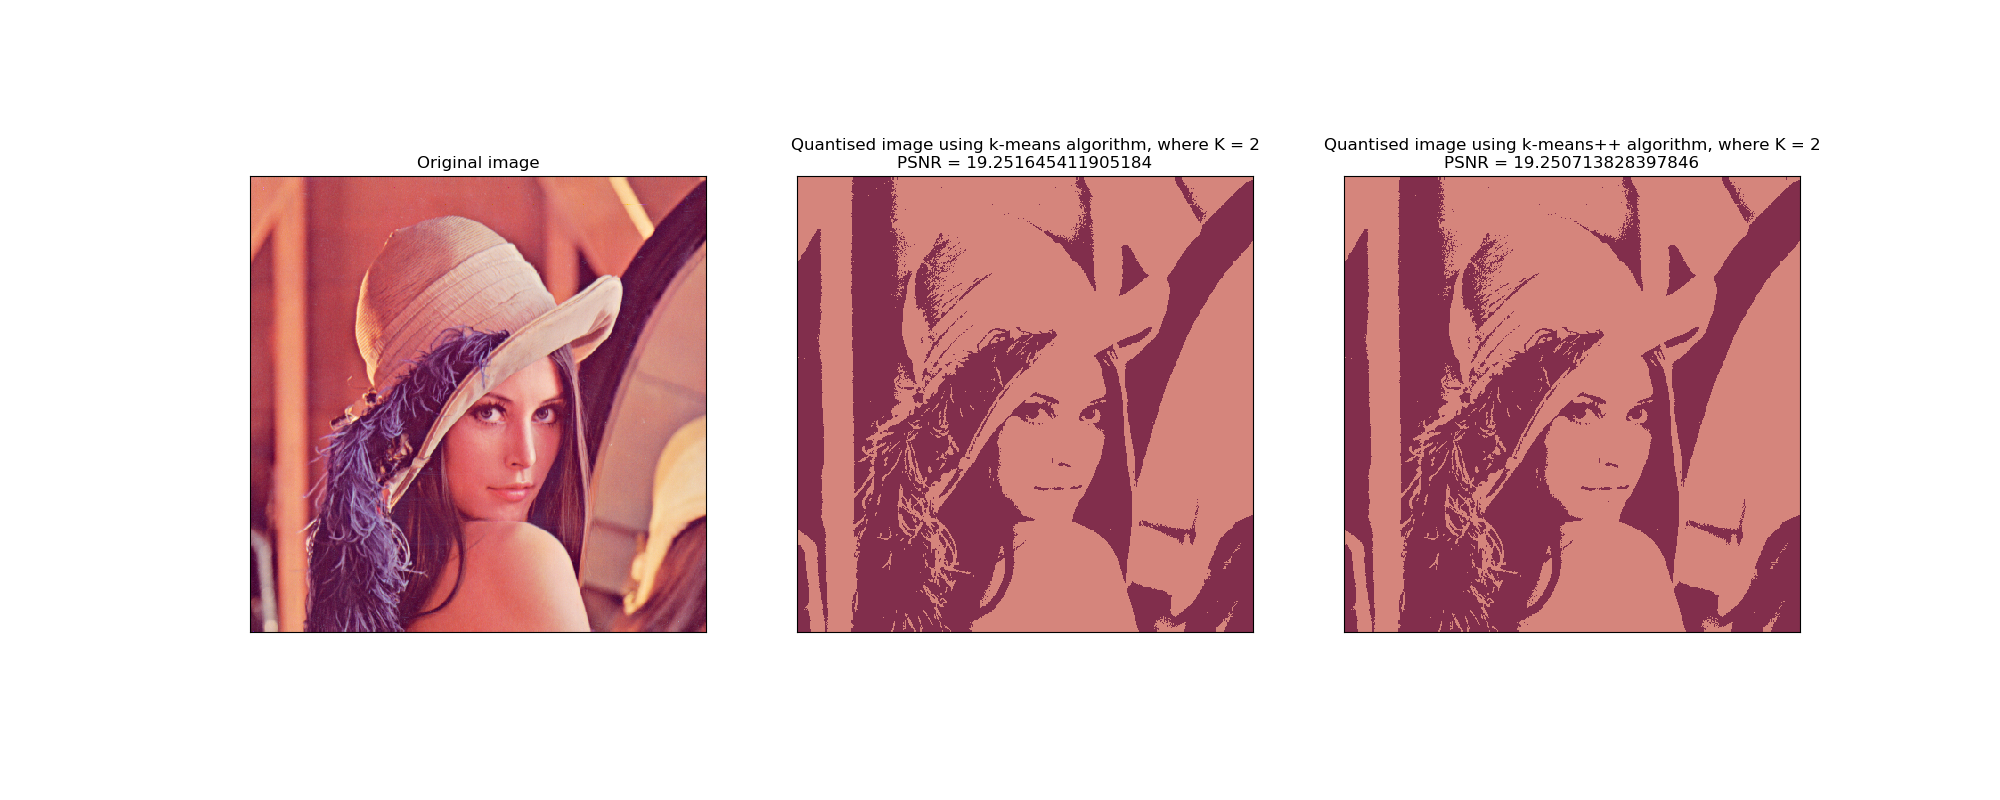 Original image
Quantised image using k-means algorithm, where K = 2
PSNR = 19.251645411905184
Quantised image using k-means++ algorithm, where K = 2
PSNR = 19.250713828397846